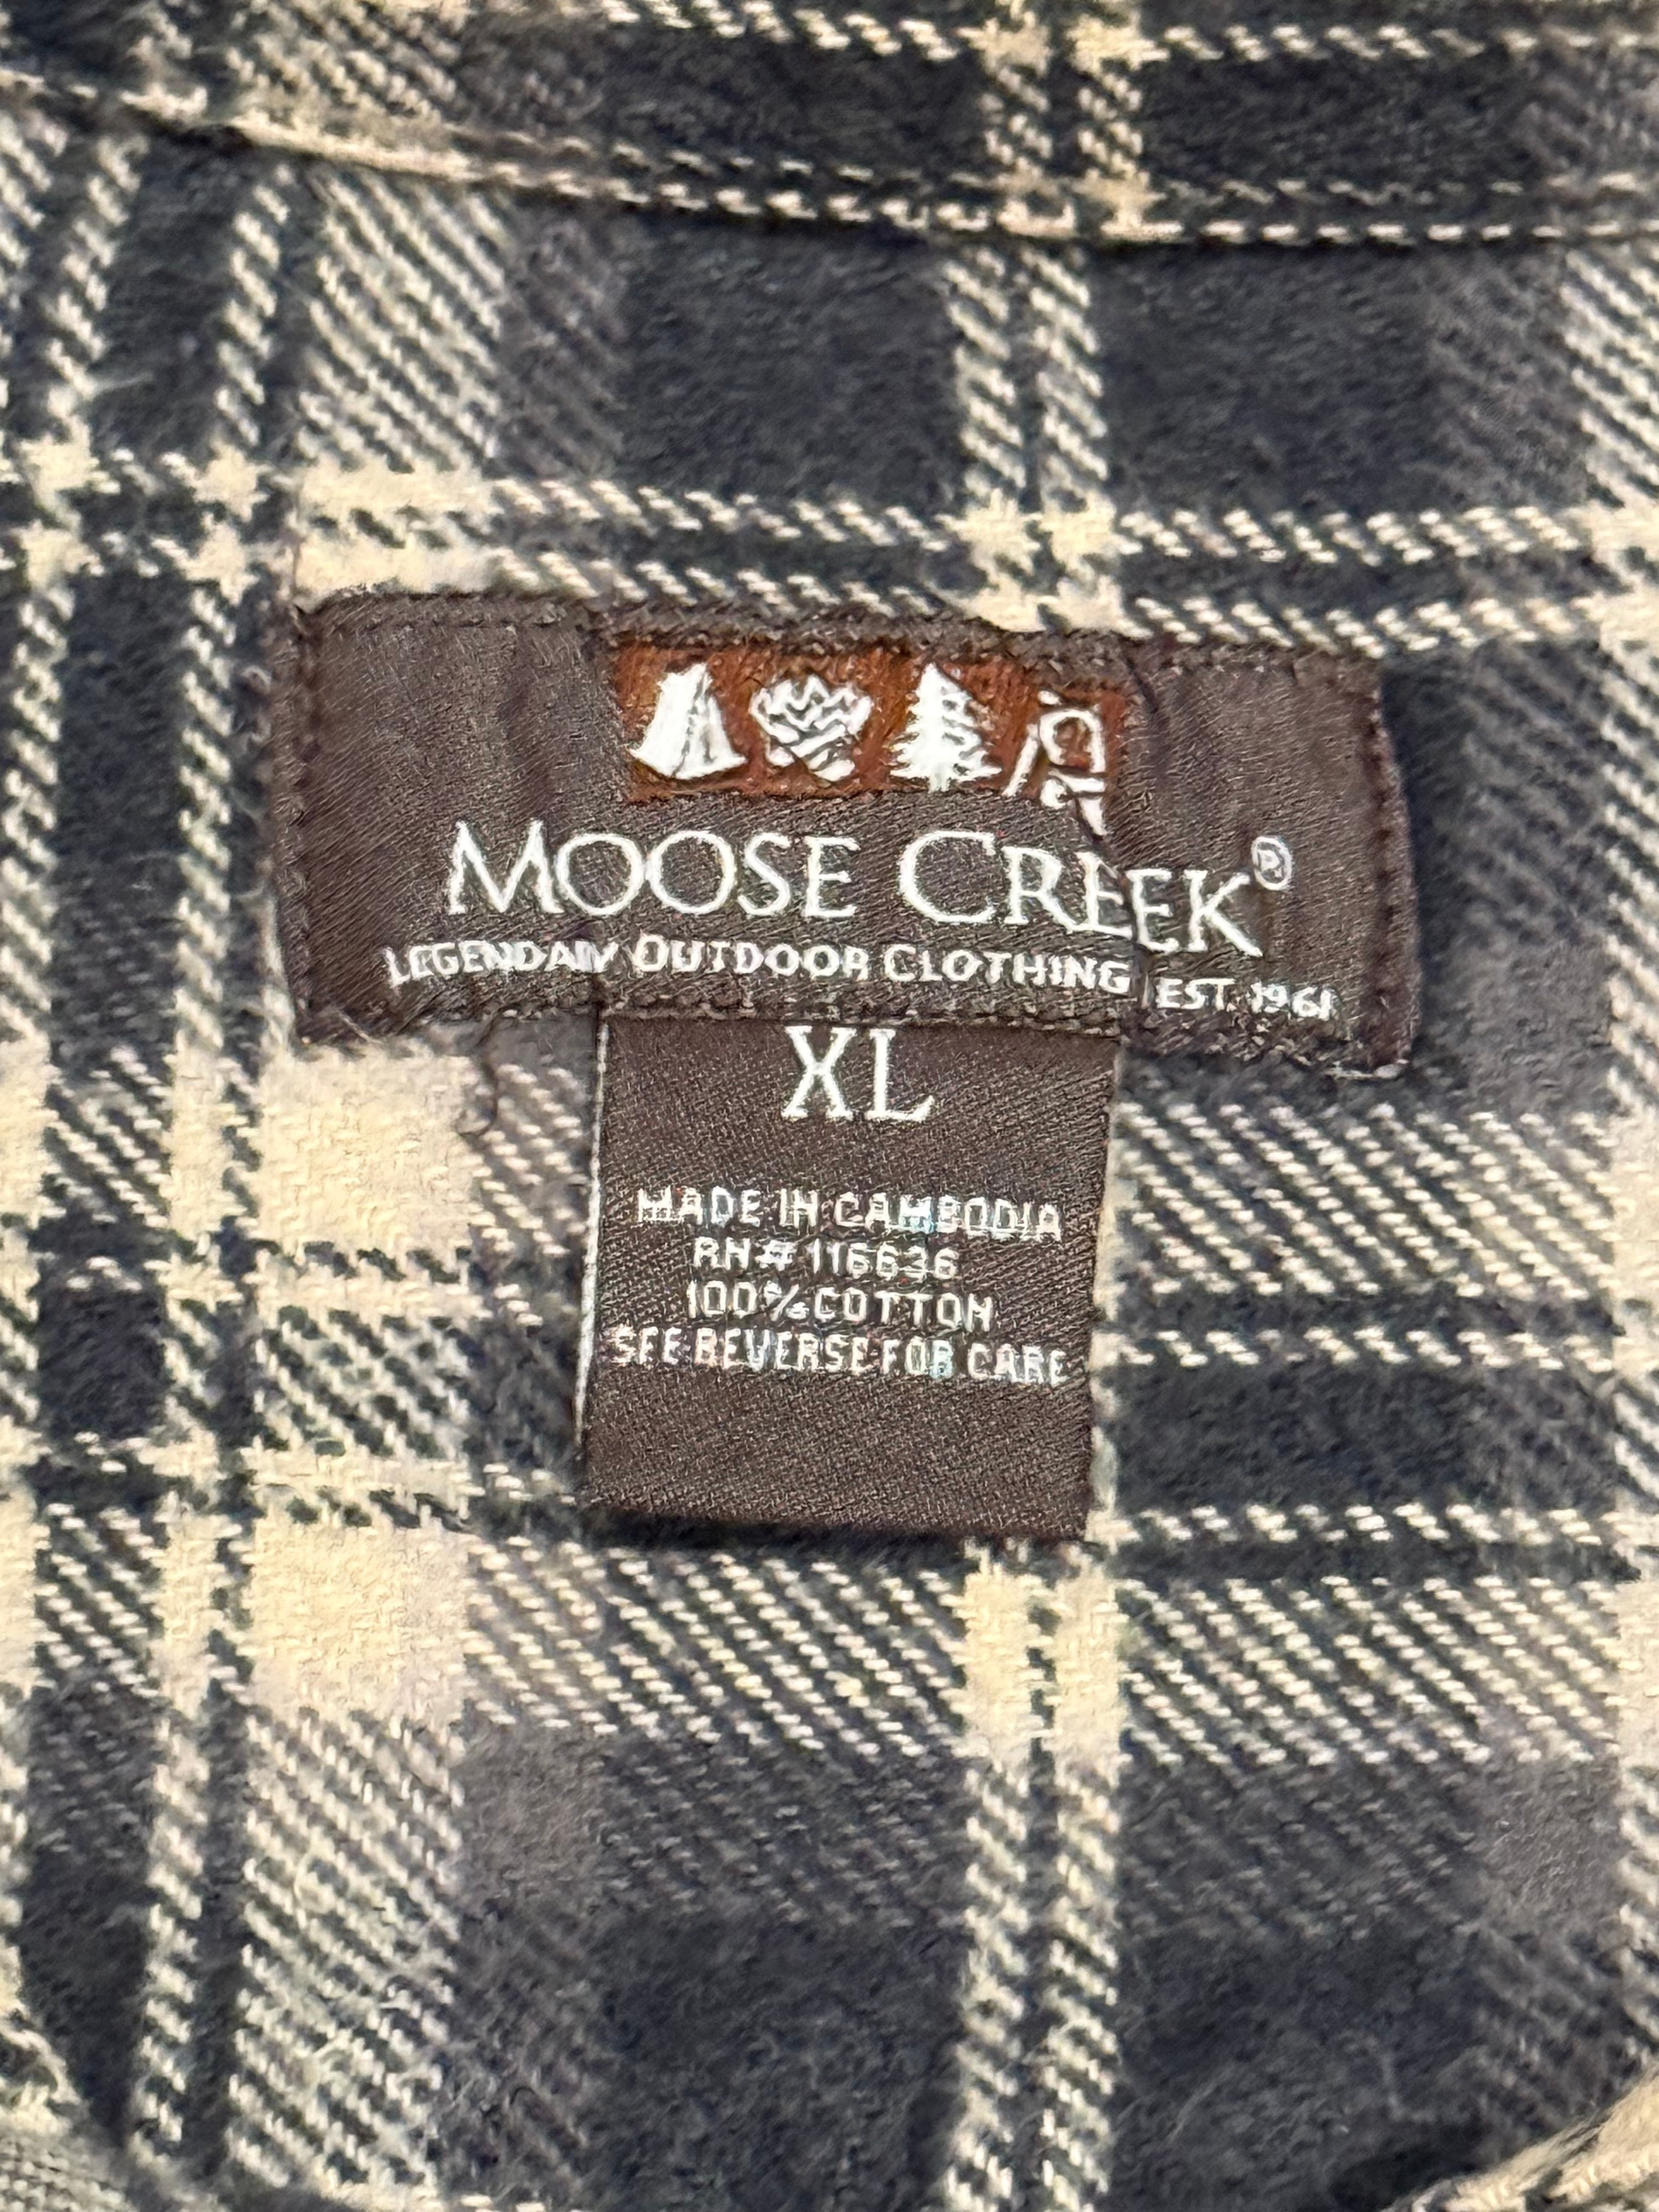 MOOSE CREEK®
LEGENDARY OUTDOOR CLOTHING EST. 1961
XL
MADE IN CAMBODIA
RN# 116636
100% COTTON
SEE REVERSE FOR CARE